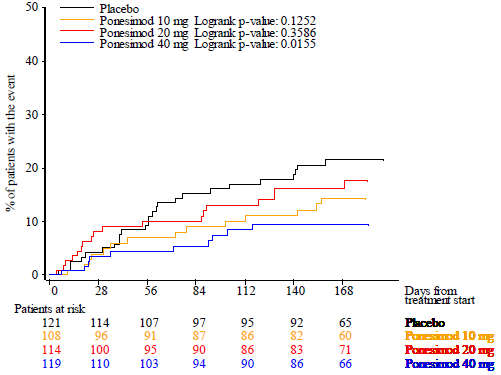 Placebo
Ponesimod 10 mg Logrank p-value: 0.1252
Ponesimod 20 mg Logrank p-value: 0.3586
Ponesimod 40 mg Logrank p-value: 0.0155
% of patients with the event
50
40
30
20
10
0
0 28 56 84 112 140 168 Days from
treatment start
Patients at risk
121 114 107 97 95 92 65 Placebo
108 96 91 87 86 82 60 Ponesimod 10 mg
114 100 95 90 86 83 71 Ponesimod 20 mg
119 110 103 94 90 86 66 Ponesimod 40 mg